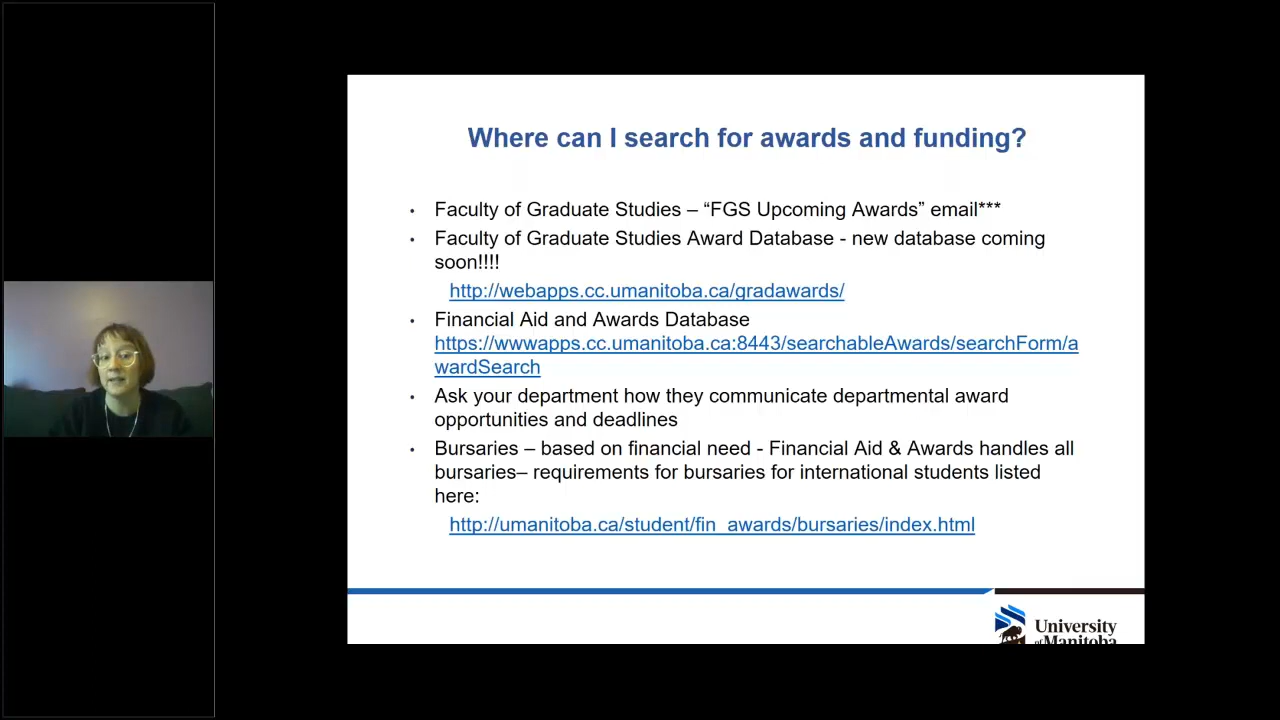 Where can I search for awards and funding?
• Faculty of Graduate Studies – “FGS Upcoming Awards” email***
• Faculty of Graduate Studies Award Database - new database coming
soon!!!!
http://webapps.cc.umanitoba.ca/gradawards/
• Financial Aid and Awards Database
https://wwwapps.cc.umanitoba.ca:8443/searchableAwards/searchForm/a
wardSearch
• Ask your department how they communicate departmental award
opportunities and deadlines
• Bursaries – based on financial need - Financial Aid & Awards handles all
bursaries– requirements for bursaries for international students listed
here:
http://umanitoba.ca/student/fin_awards/bursaries/index.html
University
of Manitoba